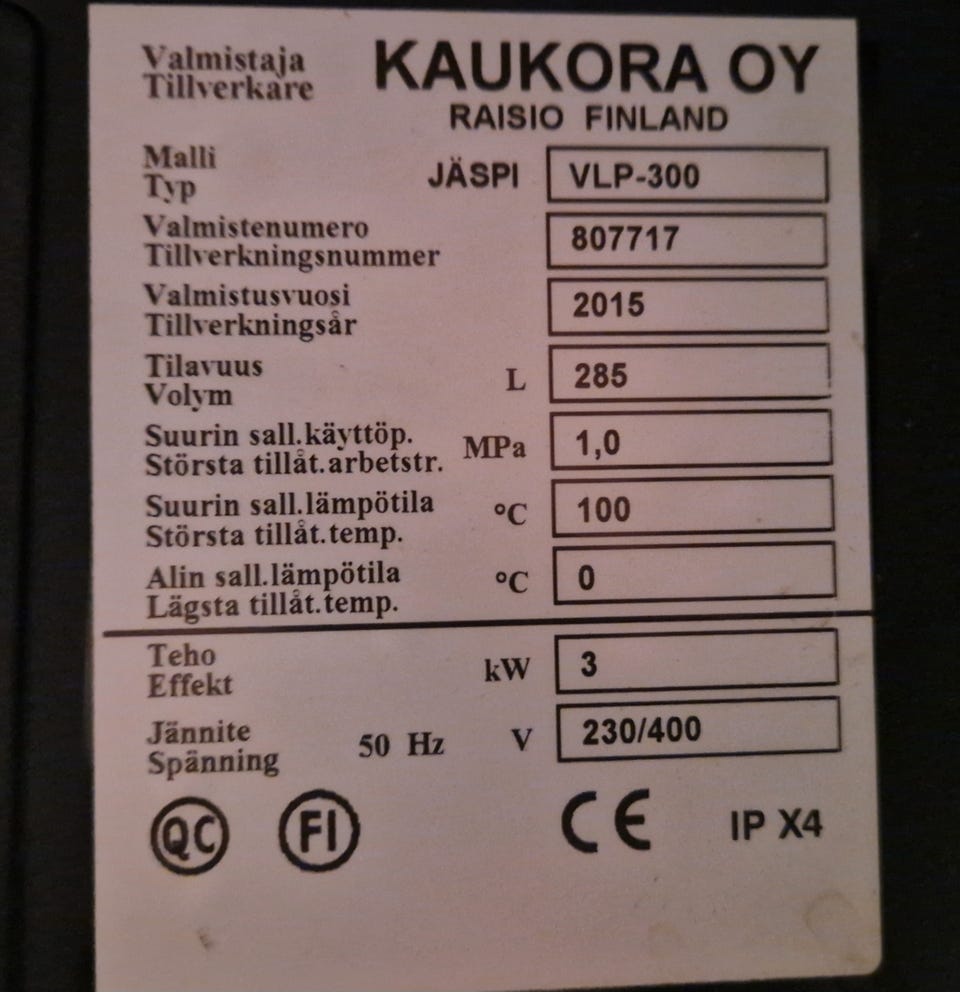 Valmistaja KAUKORA OY
Tillverkare
RAISIO FINLAND
Malli
Typ
JÄSPI VLP-300
Valmistenumero
Tillverkningsnummer
807717
Valmistusvuosi
Tillverkningsår
2015
Tilavuus
Volym
L 285
Suurin sall.käyttöp.
Största tillåt.arbetstr.
MPa 1,0
Suurin sall.lämpötila
Största tillåt.temp.
°C 100
Alin sall.lämpötila
Lägsta tillåt.temp.
°C 0
Teho
Effekt
kW 3
Jännite
Spänning
50 Hz V 230/400
QC FI CE IP X4